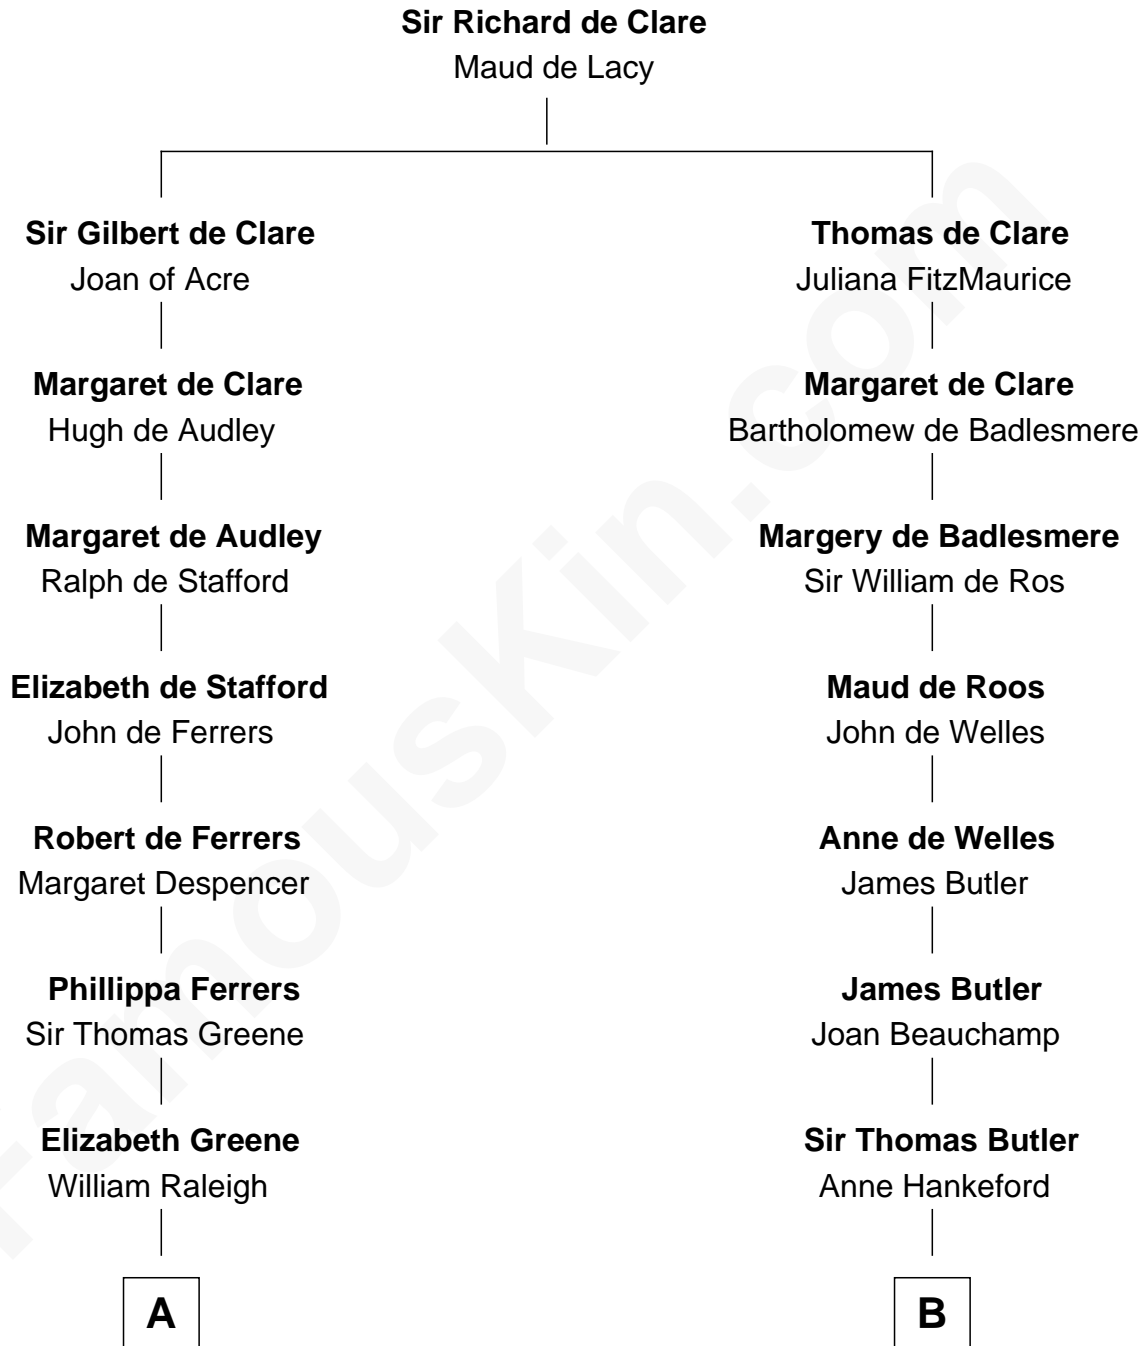 Sir Richard de Clare
Maud de Lacy
Sir Gilbert de Clare
Joan of Acre
Margaret de Clare
Hugh de Audley
Margaret de Audley
Ralph de Stafford
Elizabeth de Stafford
John de Ferrers
Robert de Ferrers
Margaret Despencer
Phillippa Ferrers
Sir Thomas Greene
Elizabeth Greene
William Raleigh
A
Thomas de Clare
Juliana FitzMaurice
Margaret de Clare
Bartholomew de Badlesmere
Margery de Badlesmere
Sir William de Ros
Maud de Roos
John de Welles
Anne de Welles
James Butler
James Butler
Joan Beauchamp
Sir Thomas Butler
Anne Hankeford
B
FamousKin.com